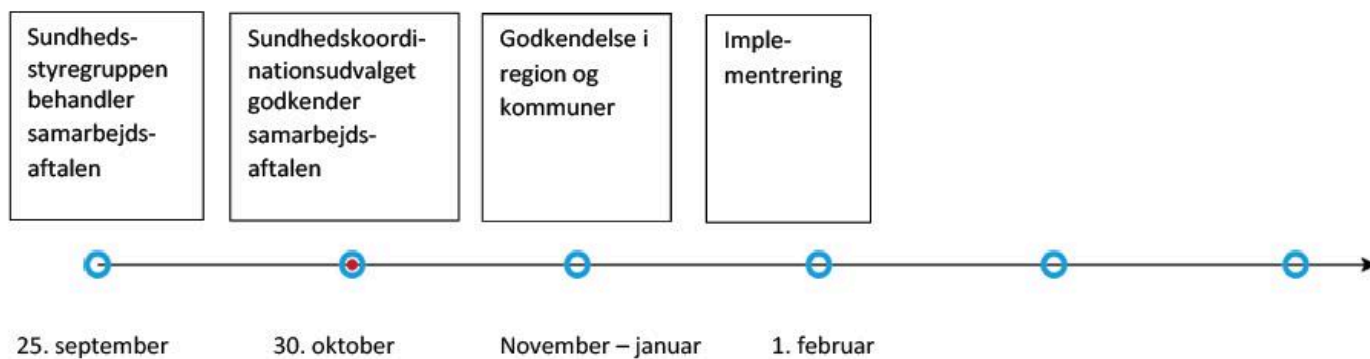 Sundheds-
styregruppen
behandler
samarbejds-
aftalen
Sundhedskoordi-
nationsudvalget
godkender
samarbejds-
aftalen
Godkendelse i
region og
kommuner
Imple-
mentrering
25. september
30. oktober
November – januar
1. februar